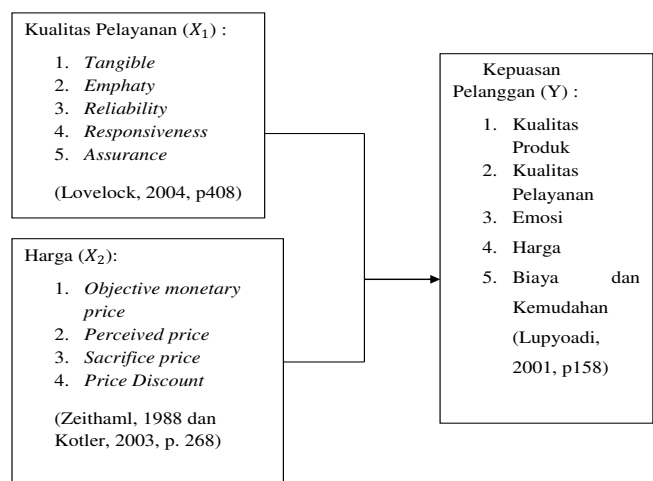 Kualitas Pelayanan (X₁) :
1. Tangible
2. Emphaty
3. Reliability
4. Responsiveness
5. Assurance
(Lovelock, 2004, p408)
Harga (X₂):
1. Objective monetary
price
2. Perceived price
3. Sacrifice price
4. Price Discount
(Zeithaml, 1988 dan
Kotler, 2003, p. 268)
Kepuasan
Pelanggan (Y) :
1. Kualitas
Produk
2. Kualitas
Pelayanan
3. Emosi
4. Harga
5. Biaya dan
Kemudahan
(Lupyoadi,
2001, p158)